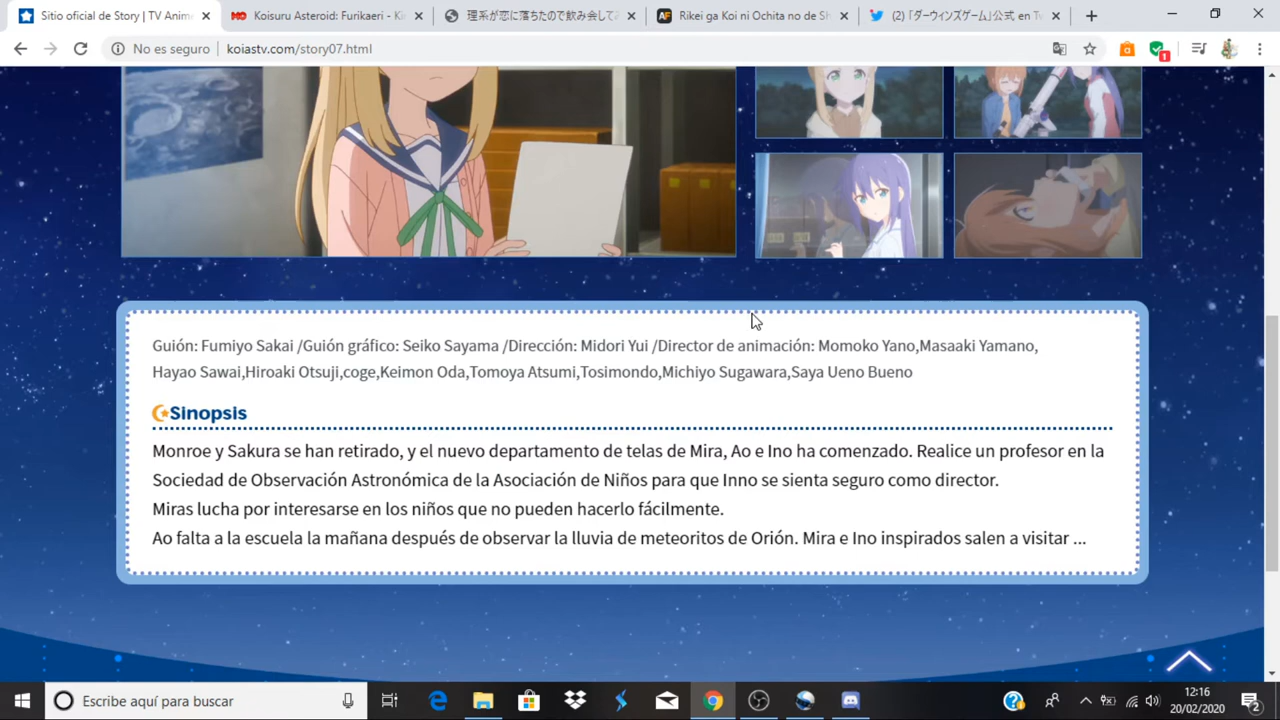 Sitio oficial de Story | TV Anime
Koisuru Asteroid: Furikaeri - Ki
理系が恋に落ちたので飲み会してみ
Rikei ga Koi ni Ochita no de Sh
(2) 「ダーウィンズゲーム」公式 en Tw
No es seguro
koiastv.com/story07.html
Guión: Fumiyo Sakai /Guión gráfico: Seiko Sayama /Dirección: Midori Yui /Director de animación: Momoko Yano,Masaaki Yamano,
Hayao Sawai,Hiroaki Otsuji,coge,Keimon Oda,Tomoya Atsumi,Tosimondo,Michiyo Sugawara,Saya Ueno Bueno
Sinopsis
Monroe y Sakura se han retirado, y el nuevo departamento de telas de Mira, Ao e Ino ha comenzado. Realice un profesor en la
Sociedad de Observación Astronómica de la Asociación de Niños para que Inno se sienta seguro como director.
Miras lucha por interesarse en los niños que no pueden hacerlo fácilmente.
Ao falta a la escuela la mañana después de observar la lluvia de meteoritos de Orión. Mira e Ino inspirados salen a visitar ...
Escribe aquí para buscar
12:16
20/02/2020